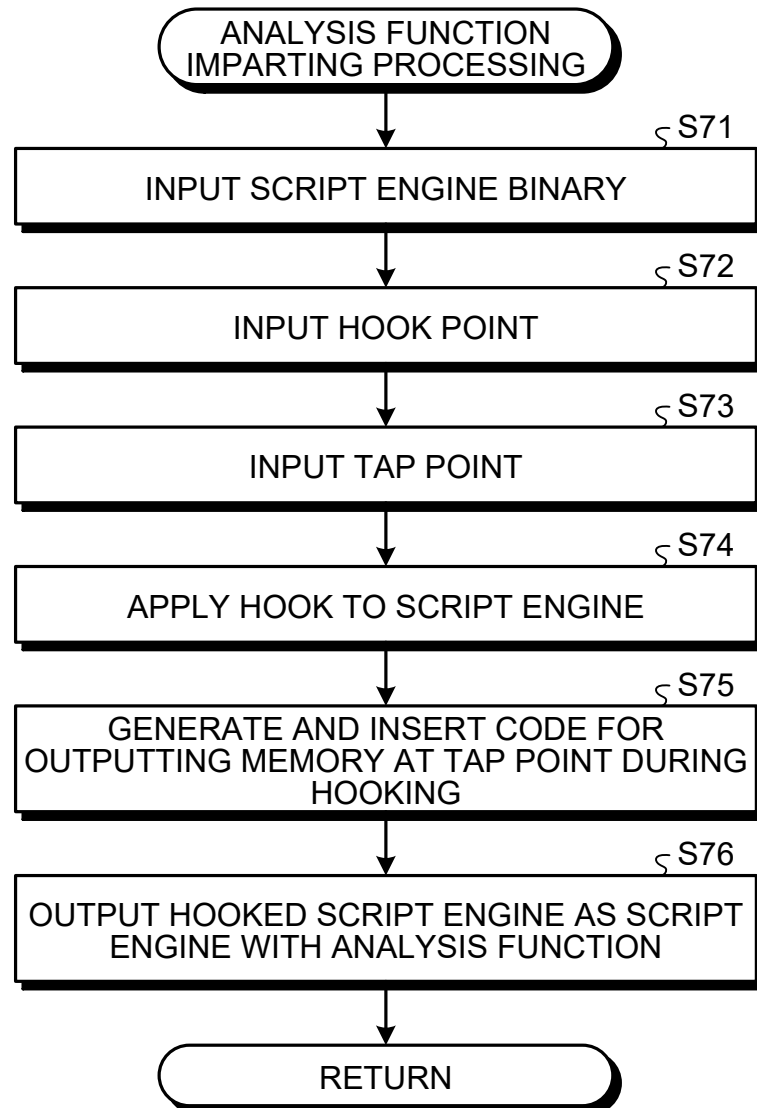 ANALYSIS FUNCTION
IMPARTING PROCESSING
S71
INPUT SCRIPT ENGINE BINARY
S72
INPUT HOOK POINT
S73
INPUT TAP POINT
S74
APPLY HOOK TO SCRIPT ENGINE
S75
GENERATE AND INSERT CODE FOR
OUTPUTTING MEMORY AT TAP POINT DURING
HOOKING
S76
OUTPUT HOOKED SCRIPT ENGINE AS SCRIPT
ENGINE WITH ANALYSIS FUNCTION
RETURN